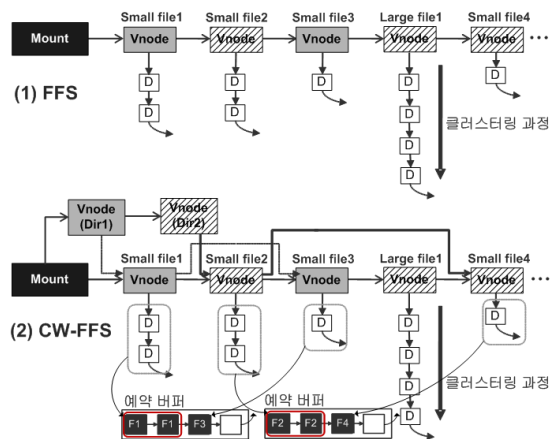 Small file1 Small file2 Small file3 Large file1 Small file4
Mount Vnode Vnode Vnode Vnode Vnode ...
D D D D D
(1) FFS
D D D
클러스터링 과정
D
D
Vnode (Dir1) Vnode (Dir2)
Small file1 Small file2 Small file3 Large file1 Small file4
Mount Vnode Vnode Vnode Vnode Vnode ...
(2) CW-FFS
D D D D D
D D D
클러스터링 과정
D
예약 버퍼 예약 버퍼
D
F1 F1 F3 F2 F2 F4